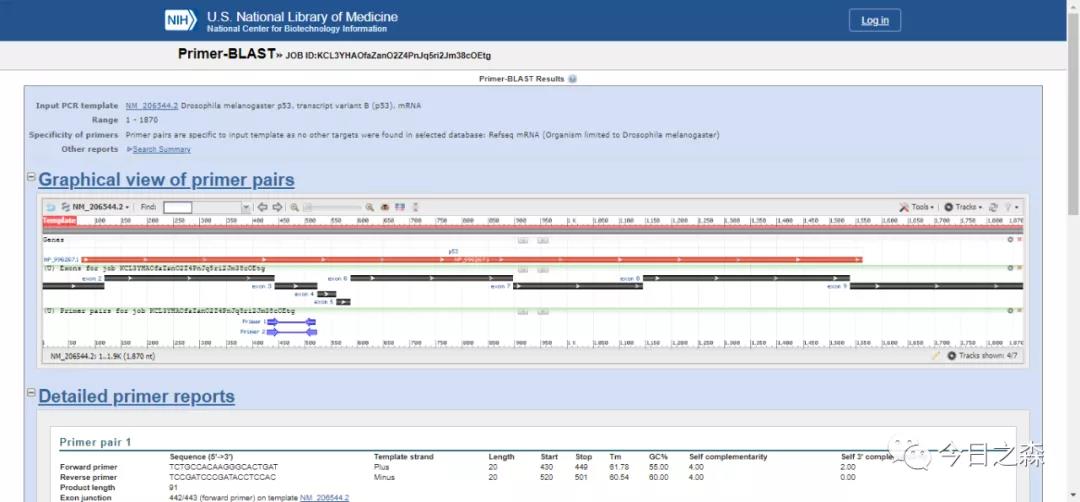 NIH U.S. National Library of Medicine
National Center for Biotechnology Information
Log in
Primer-BLAST» JOB ID:KCL3YHAOfaZanO2Z4PnJq5ri2Jm38cOEtg
Primer-BLAST Results
Input PCR template NM_206544.2 Drosophila melanogaster p53, transcript variant B (p53), mRNA
Range 1 - 1870
Specificity of primers Primer pairs are specific to input template as no other targets were found in selected database: Refseq mRNA (Organism limited to Drosophila melanogaster)
Other reports Search Summary
Graphical view of primer pairs
NM_206544.2 Find: Tools Tracks
Template 100 150 200 250 300 350 400 450 500 550 600 650 700 750 800 850 900 950 1 K 1,050 1,100 1,150 1,200 1,250 1,300 1,350 1,400 1,450 1,500 1,550 1,600 1,650 1,700 1,750 1,800 1,870
Genes
p53
NP_996267.1 NP_996267.1
(U) Exons for job KCL3YHAOfaZanO2Z4PnJq5ri2Jm38cOEtg
exon 2 exon 6 exon 8
exon 3 exon 7 exon 9
exon 4
exon 5
(U) Primer pairs for job KCL3YHAOfaZanO2Z4PnJq5ri2Jm38cOEtg
Primer 1
Primer 2
1 50 100 150 200 250 300 350 400 450 500 550 600 650 700 750 800 850 900 950 1 K 1,050 1,100 1,150 1,200 1,250 1,300 1,350 1,400 1,450 1,500 1,550 1,600 1,650 1,700 1,750 1,800 1,870
NM_206544.2: 1..1.9K (1,870 nt) Tracks shown: 4/7
Detailed primer reports
Primer pair 1
Sequence (5'->3') Template strand Length Start Stop Tm GC% Self complementarity Self 3' comple
Forward primer TCTGCCACAAGGGCACTGAT Plus 20 430 449 61.78 55.00 4.00 2.00
Reverse primer TCCGATCCCGATACCTCCAC Minus 20 520 501 60.54 60.00 4.00 0.00
Product length 91
Exon junction 442/443 (forward primer) on template NM_206544.2
今日之森